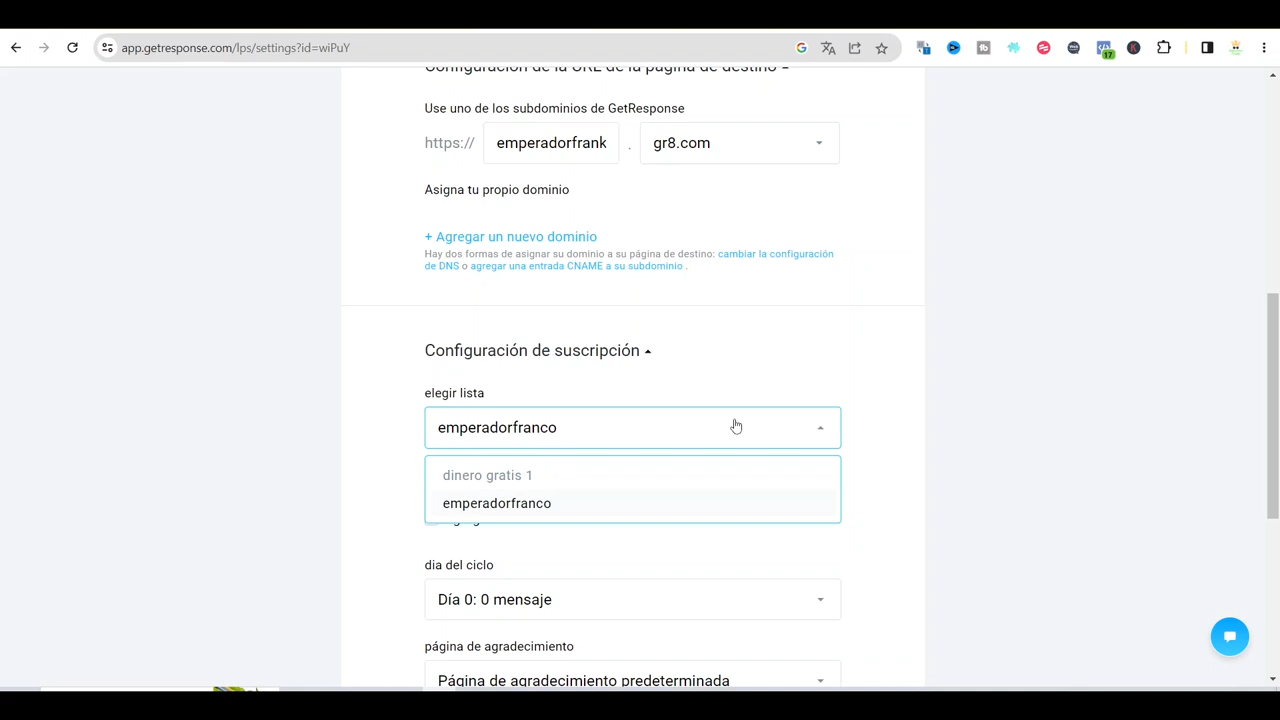 app.getresponse.com/lps/settings?id=wiPuY
17
Configuración de la URL de la página de destino
Use uno de los subdominios de GetResponse
https:// emperadorfrank . gr8.com
Asigna tu propio dominio
+ Agregar un nuevo dominio
Hay dos formas de asignar su dominio a su página de destino: cambiar la configuración
de DNS o agregar una entrada CNAME a su subdominio .
Configuración de suscripción
elegir lista
emperadorfranco
dinero gratis 1
emperadorfranco
dia del ciclo
Día 0: 0 mensaje
página de agradecimiento
Página de agradecimiento predeterminada